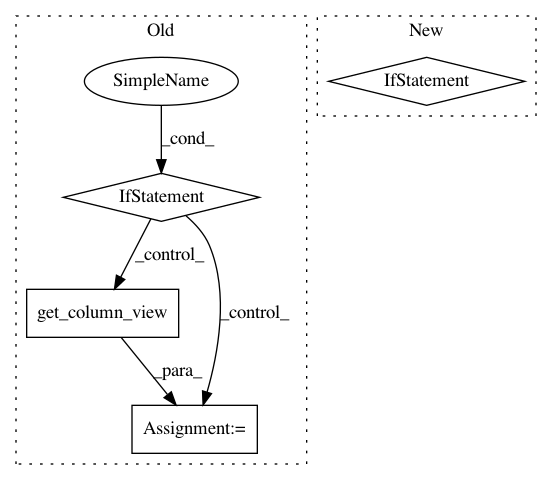 Old
New
SimpleName
IfStatement
_cond_
IfStatement
_control_
_control_
get_column_view
_para_
Assignment:=